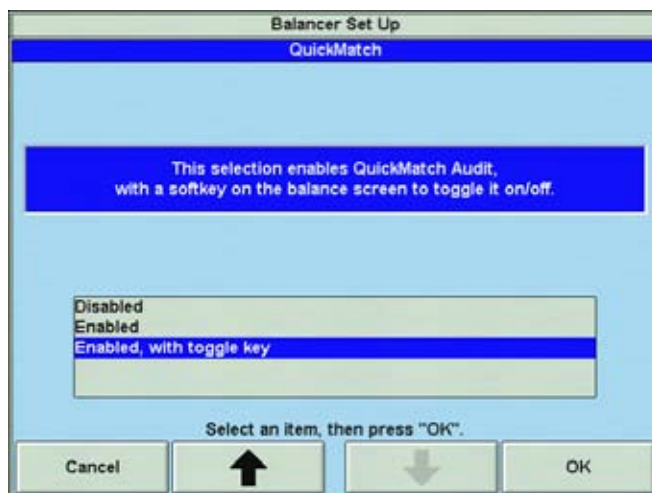 Balancer Set Up
QuickMatch
This selection enables QuickMatch Audit,
with a softkey on the balance screen to toggle it on/off.
Disabled
Enabled
Enabled, with toggle key
Select an item, then press "OK".
Cancel
OK